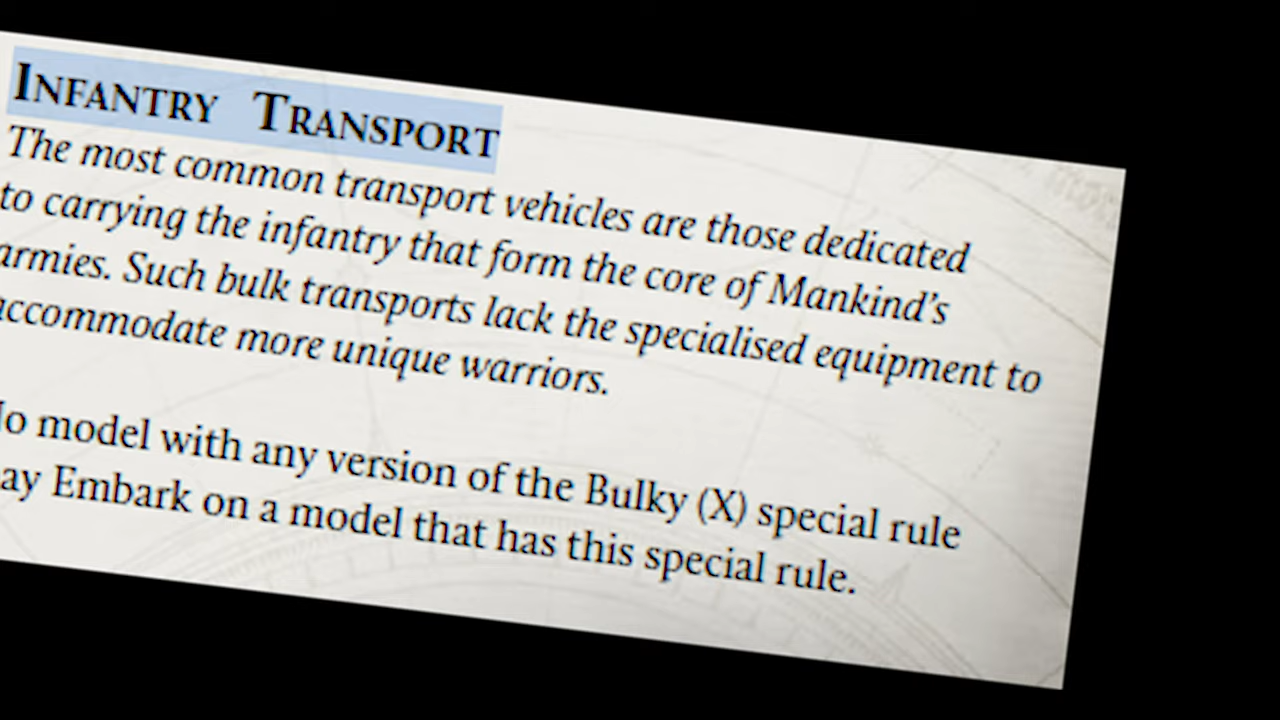 INFANTRY TRANSPORT
The most common transport vehicles are those dedicated
to carrying the infantry that form the core of Mankind's
armies. Such bulk transports lack the specialised equipment to
accommodate more unique warriors.
model with any version of the Bulky (X) special rule
Embark on a model that has this special rule.